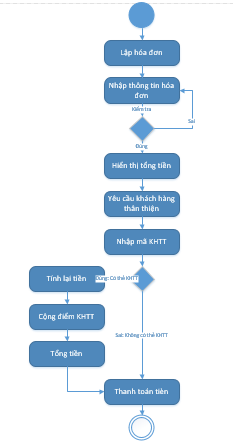 Lập hóa đơn
Nhập thông tin hóa
đơn
Kiểm tra
Sai
Đúng
Hiển thị tổng tiền
Yêu cầu khách hàng
thân thiện
Nhập mã KHTT
Tính lại tiền
Đúng: Có thẻ KHTT
Cộng điểm KHTT
Sai: Không có thẻ KHTT
Tổng tiền
Thanh toán tiền